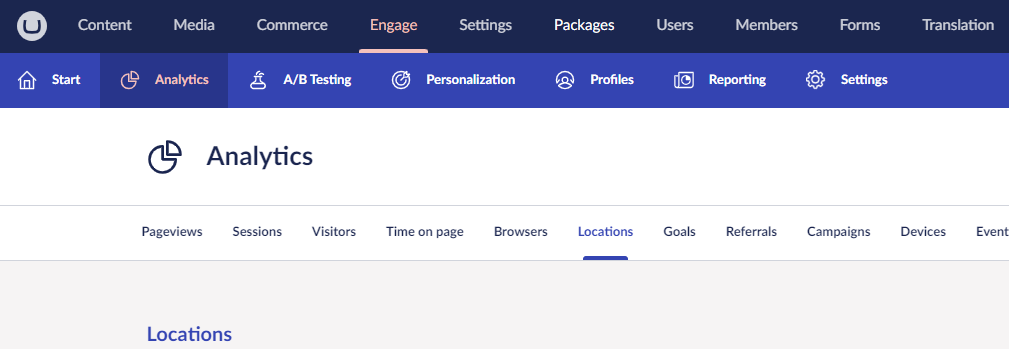 Content Media Commerce Engage Settings Packages Users Members Forms Translation
Start Analytics A/B Testing Personalization Profiles Reporting Settings
Analytics
Pageviews Sessions Visitors Time on page Browsers Locations Goals Referrals Campaigns Devices Event
Locations